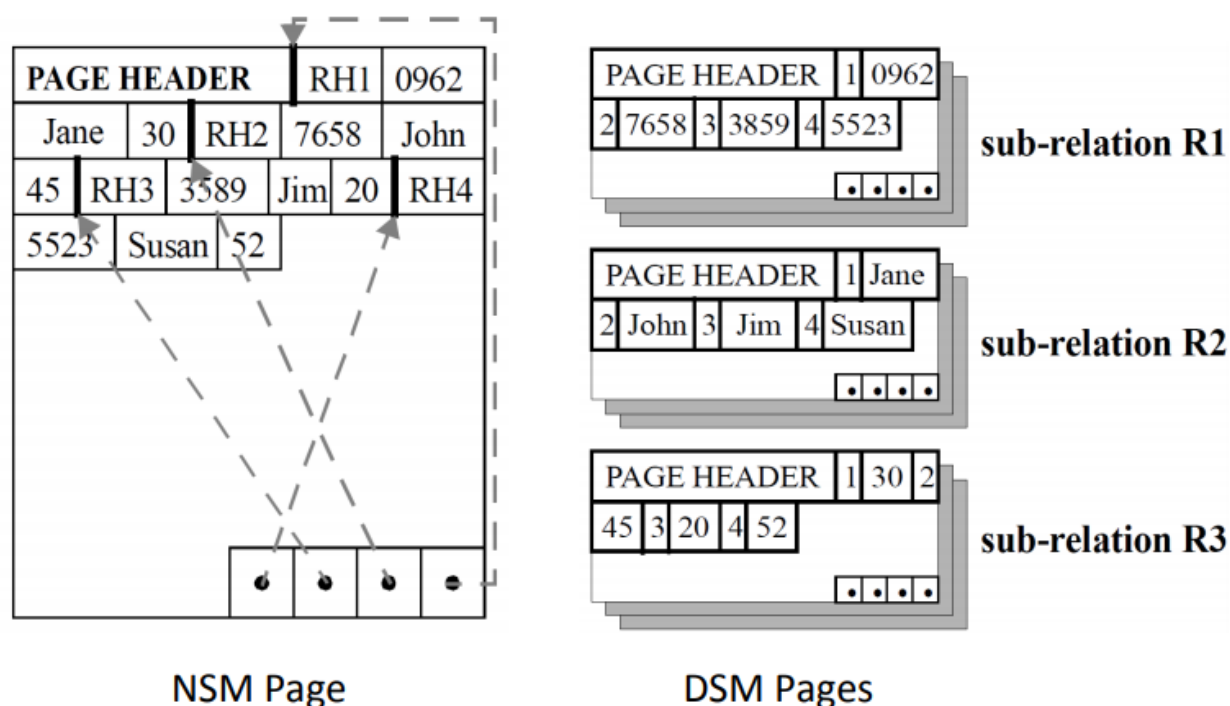 PAGE HEADER RH1 0962
Jane 30 RH2 7658 John
45 RH3 3589 Jim 20 RH4
5523 Susan 52
NSM Page
PAGE HEADER 1 0962
2 7658 3 3859 4 5523
sub-relation R1
PAGE HEADER 1 Jane
2 John 3 Jim 4 Susan
sub-relation R2
PAGE HEADER 1 30 2
45 3 20 4 52
sub-relation R3
DSM Pages